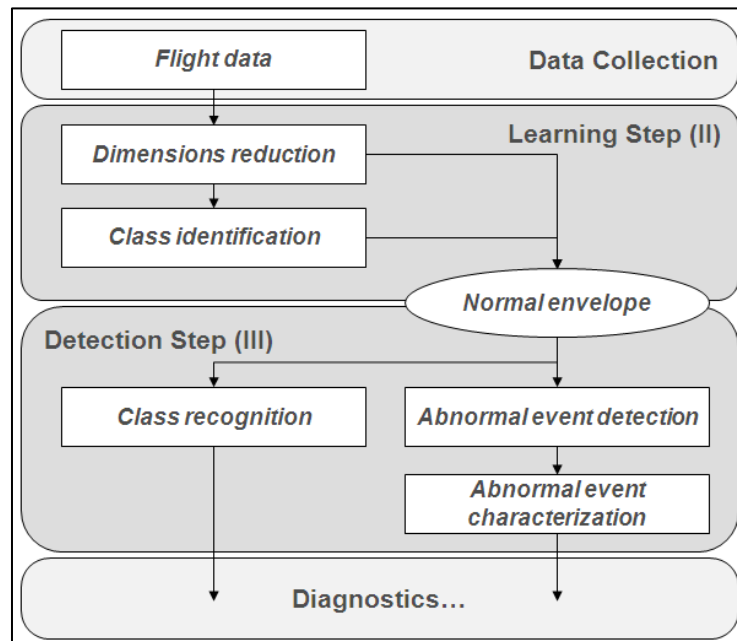 Flight data
Data Collection
Learning Step (II)
Dimensions reduction
Class identification
Normal envelope
Detection Step (III)
Class recognition
Abnormal event detection
Abnormal event
characterization
Diagnostics…